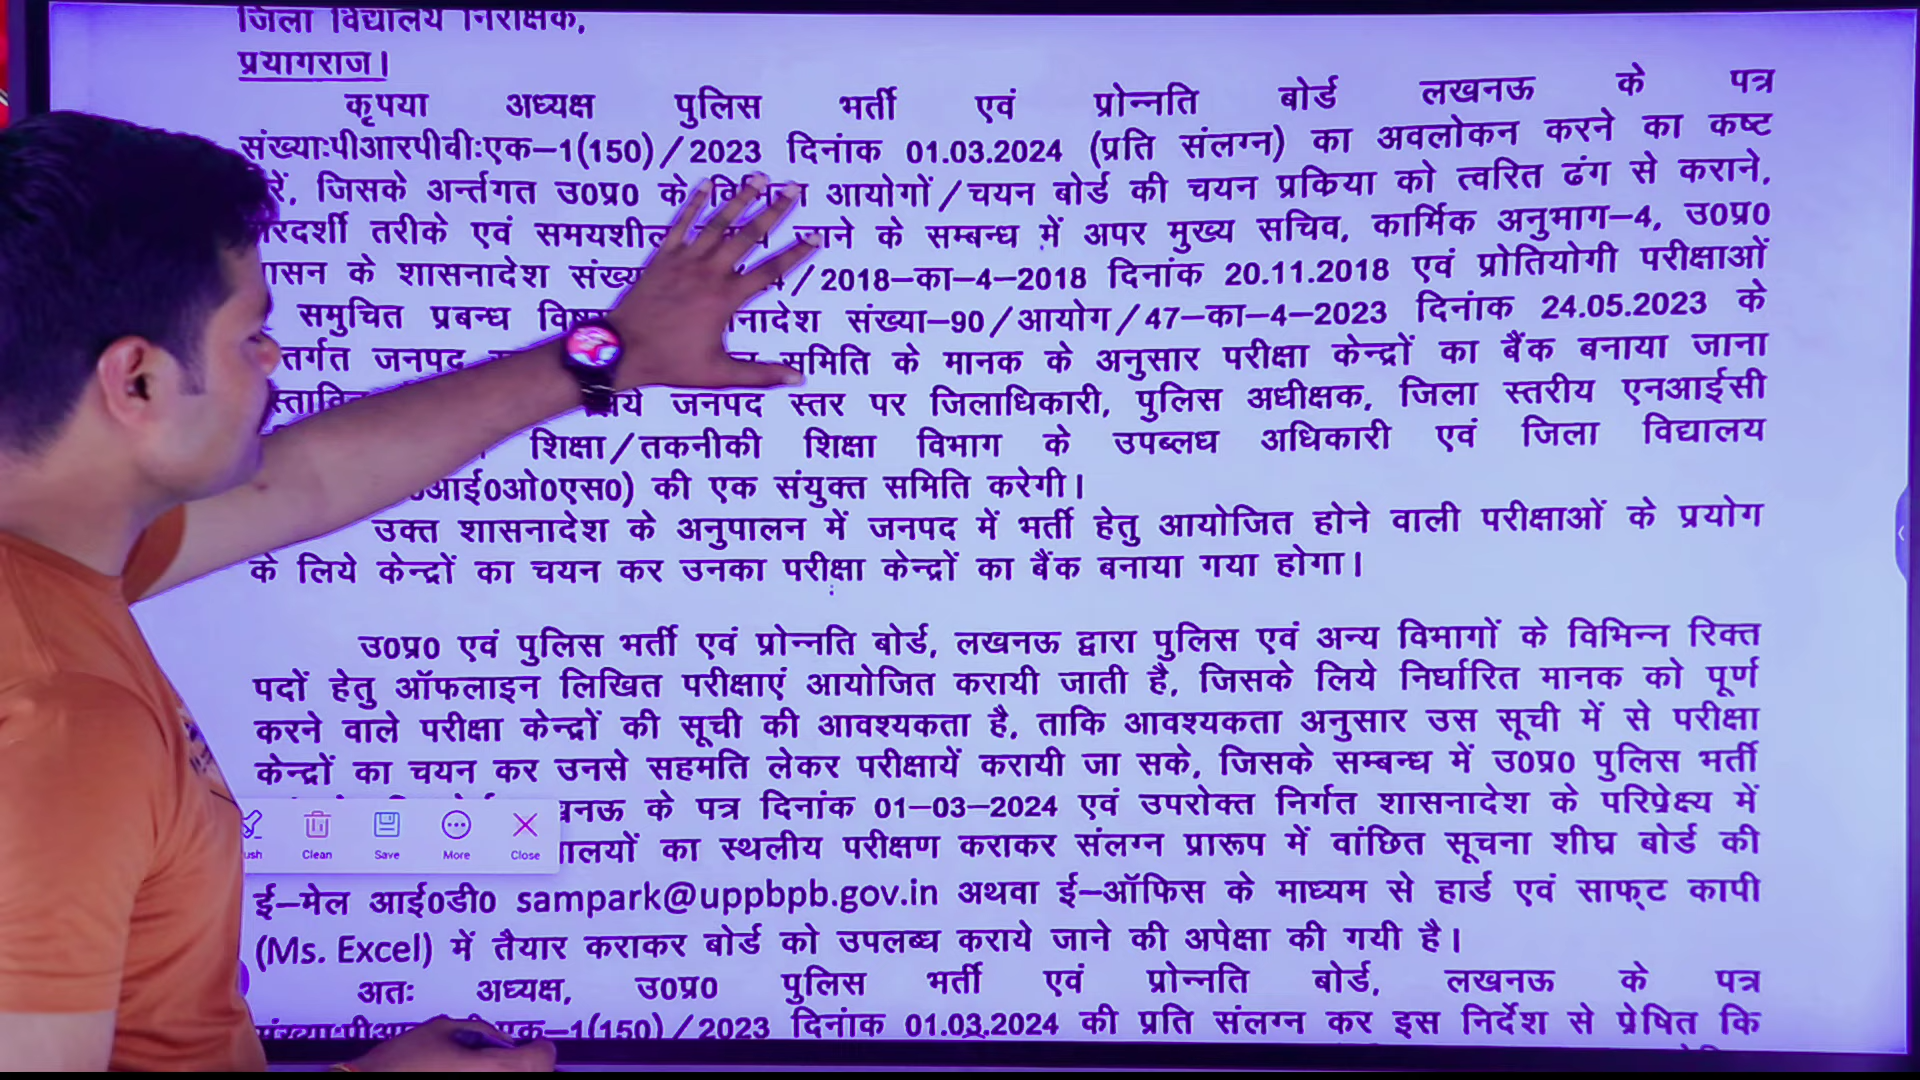 जिला विद्यालय निरीक्षक,
प्रयागराज।
कृपया अध्यक्ष पुलिस भर्ती एवं प्रोन्नति बोर्ड लखनऊ के पत्र
संख्याःपीआरपीबीःएक–1(150)/2023 दिनांक 01.03.2024 (प्रति संलग्न) का अवलोकन करने का कष्ट
जिसके अर्न्तगत उ0प्र0 के विभिन्न आयोगों/चयन बोर्ड की चयन प्रकिया को त्वरित ढंग से कराने,
तरीके एवं जाने के सम्बन्ध में अपर मुख्य सचिव, कार्मिक अनुभाग–4, उ0प्र0
के शासनादेश /2018–का–4–2018 दिनांक 20.11.2018 एवं प्रोतियोगी परीक्षाओं
समुचित प्रबन्ध संख्या–90/आयोग/47–का–4–2023 दिनांक 24.05.2023 के
जनपद समिति के मानक के अनुसार परीक्षा केन्द्रों का बैंक बनाया जाना
जनपद स्तर पर जिलाधिकारी, पुलिस अधीक्षक, जिला स्तरीय एनआईसी
शिक्षा/तकनीकी शिक्षा विभाग के उपब्लध अधिकारी एवं जिला विद्यालय
आई0ओ0एस0) की एक संयुक्त समिति करेगी।
उक्त शासनादेश के अनुपालन में जनपद में भर्ती हेतु आयोजित होने वाली परीक्षाओं के प्रयोग
के लिये केन्द्रों का चयन कर उनका परीक्षा केन्द्रों का बैंक बनाया गया होगा।
उ0प्र0 एवं पुलिस भर्ती एवं प्रोन्नति बोर्ड, लखनऊ द्वारा पुलिस एवं अन्य विभागों के विभिन्न रिक्त
पदों हेतु ऑफलाइन लिखित परीक्षाएं आयोजित करायी जाती है, जिसके लिये निर्धारित मानक को पूर्ण
करने वाले परीक्षा केन्द्रों की सूची की आवश्यकता है, ताकि आवश्यकता अनुसार उस सूची में से परीक्षा
केन्द्रों का चयन कर उनसे सहमति लेकर परीक्षायें करायी जा सके, जिसके सम्बन्ध में उ0प्र0 पुलिस भर्ती
के पत्र दिनांक 01–03–2024 एवं उपरोक्त निर्गत शासनादेश के परिप्रेक्ष्य में
का स्थलीय परीक्षण कराकर संलग्न प्रारूप में वांछित सूचना शीघ्र बोर्ड की
ई–मेल आई0डी0 sampark@uppbpb.gov.in अथवा ई–ऑफिस के माध्यम से हार्ड एवं साफ्ट कापी
(Ms. Excel) में तैयार कराकर बोर्ड को उपलब्ध कराये जाने की अपेक्षा की गयी है।
अतः अध्यक्ष, उ0प्र0 पुलिस भर्ती एवं प्रोन्नति बोर्ड, लखनऊ के पत्र
1(150)/2023 दिनांक 01.03.2024 की प्रति संलग्न कर इस निर्देश से प्रेषित कि
Clean Save More Close